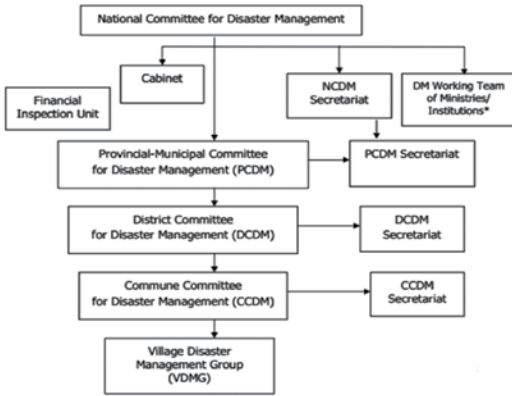 National Committee for Disaster Management
Cabinet
NCDM
Secretariat
DM Working Team
of Ministries/
Institutions*
Financial
Inspection Unit
Provincial-Municipal Committee
for Disaster Management (PCDM)
PCDM Secretariat
District Committee
for Disaster Management (DCDM)
DCDM
Secretariat
Commune Committee
for Disaster Management (CCDM)
CCDM
Secretariat
Village Disaster
Management Group
(VDMG)